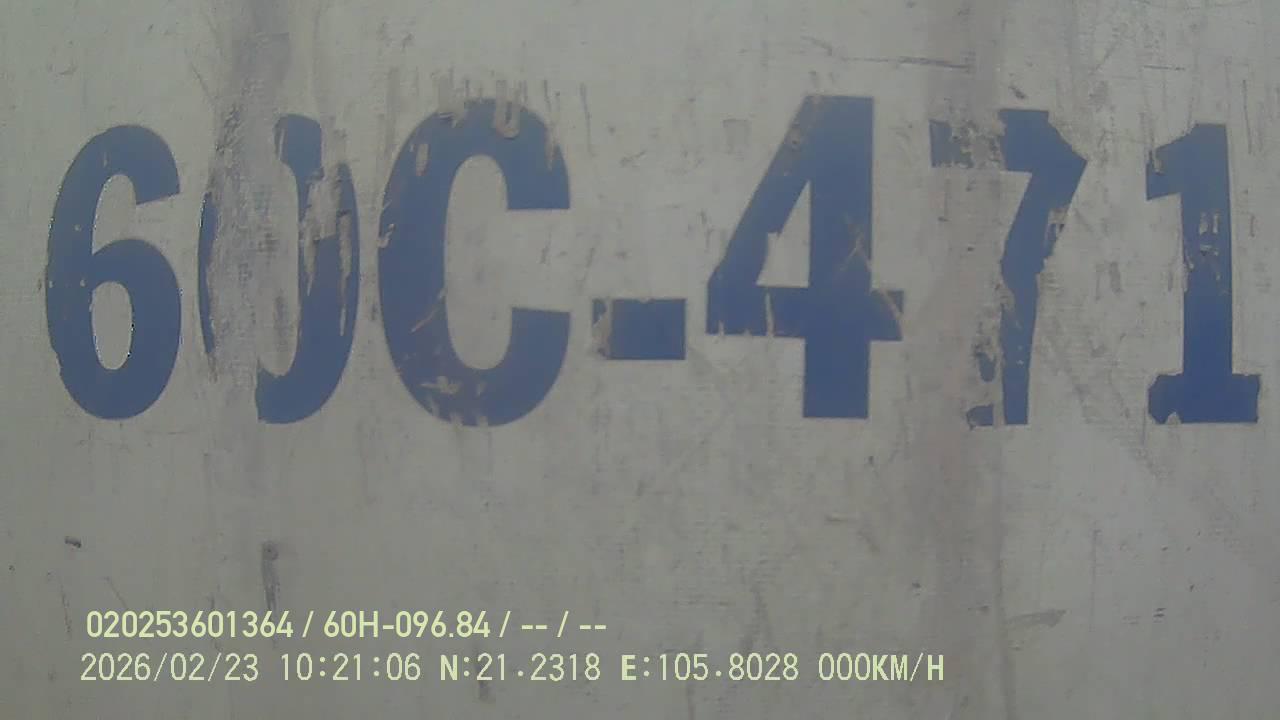 60C-471
020253601364 / 60H-096.84 / -- / --
2026/02/23 10:21:06 N:21.2318 E:105.8028 000KM/H